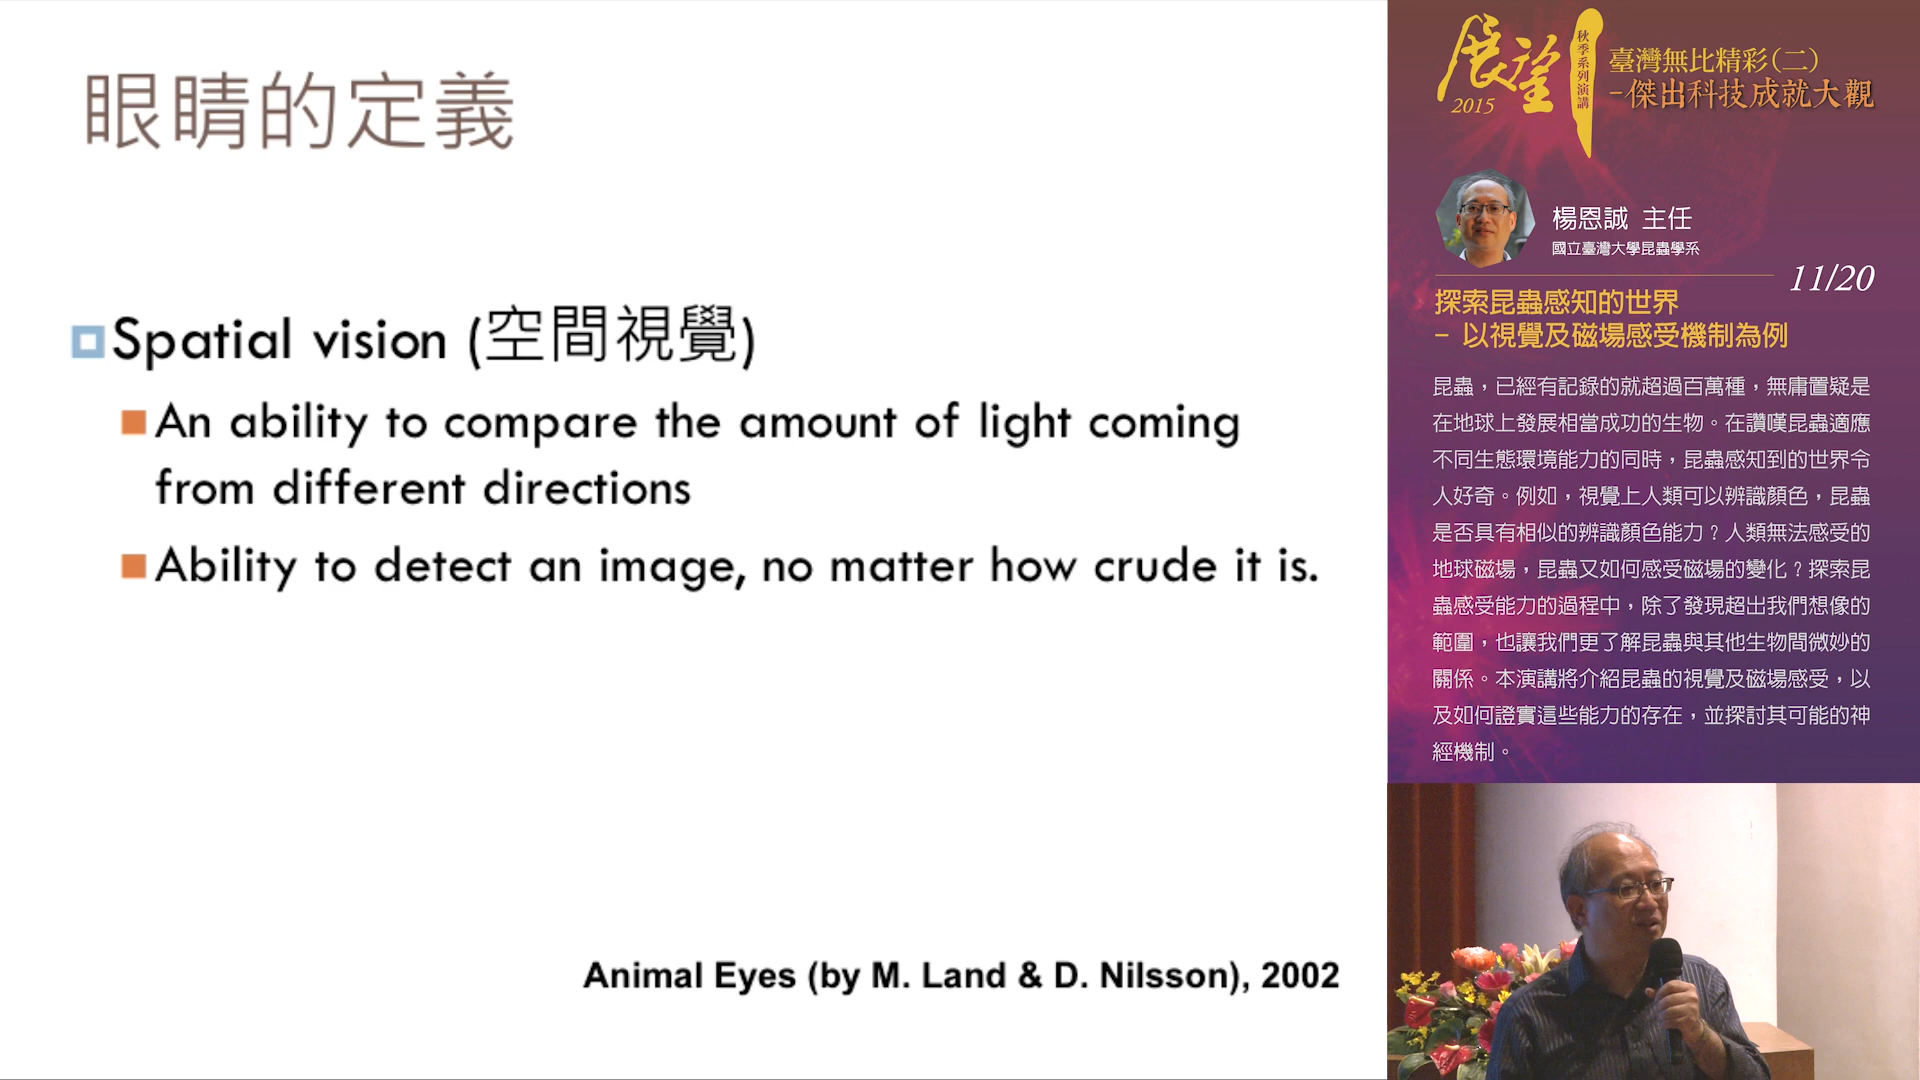 眼睛的定義
Spatial vision (空間視覺)
An ability to compare the amount of light coming
from different directions
Ability to detect an image, no matter how crude it is.
Animal Eyes (by M. Land & D. Nilsson), 2002
展望
2015
秋季系列演講
臺灣無比精彩(二)
-傑出科技成就大觀
楊恩誠 主任
國立臺灣大學昆蟲學系
11/20
探索昆蟲感知的世界
- 以視覺及磁場感受機制為例
昆蟲，已經有記錄的就超過百萬種，無庸置疑是
在地球上發展相當成功的生物。在讚嘆昆蟲適應
不同生態環境能力的同時，昆蟲感知到的世界令
人好奇。例如，視覺上人類可以辨識顏色，昆蟲
是否具有相似的辨識顏色能力？人類無法感受的
地球磁場，昆蟲又如何感受磁場的變化？探索昆
蟲感受能力的過程中，除了發現超出我們想像的
範圍，也讓我們更了解昆蟲與其他生物間微妙的
關係。本演講將介紹昆蟲的視覺及磁場感受，以
及如何證實這些能力的存在，並探討其可能的神
經機制。